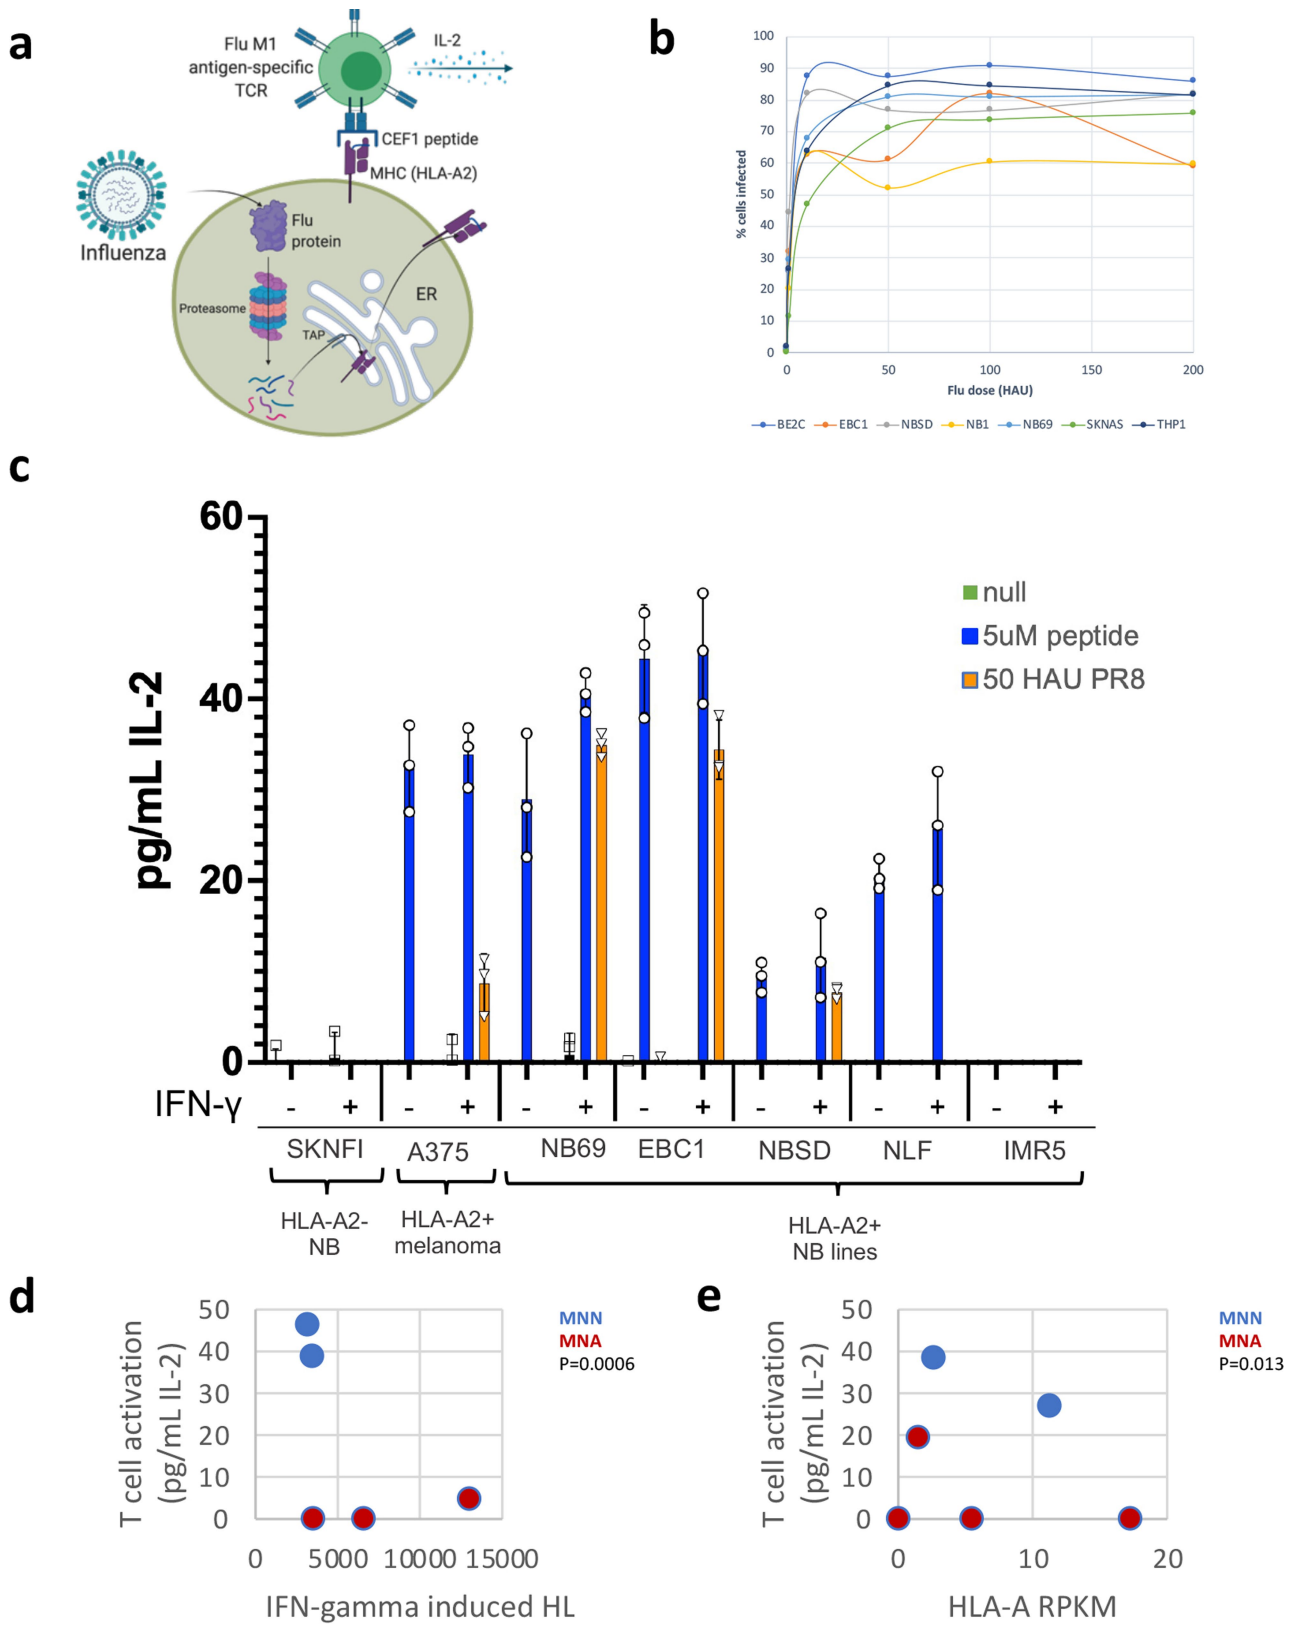 a
Flu M1
antigen-specific
TCR
IL-2
CEF1 peptide
MHC (HLA-A2)
Influenza
Flu
protein
Proteasome
TAP
ER
b
100
90
80
70
60
50
40
30
20
10
0
% cells infected
0 50 100 150 200
Flu dose (HAU)
BE2C EBC1 NBSD NB1 NB69 SKNAS THP1
c
60
40
20
0
pg/mL IL-2
null
5uM peptide
50 HAU PR8
IFN-γ - + - + - + - + - + - + - +
SKNFI A375 NB69 EBC1 NBSD NLF IMR5
HLA-A2-
NB
HLA-A2+
melanoma
HLA-A2+
NB lines
d
50
40
30
20
10
0
T cell activation
(pg/mL IL-2)
0 5000 10000 15000
IFN-gamma induced HL
MNN
MNA
P=0.0006
e
50
40
30
20
10
0
T cell activation
(pg/mL IL-2)
0 10 20
HLA-A RPKM
MNN
MNA
P=0.013